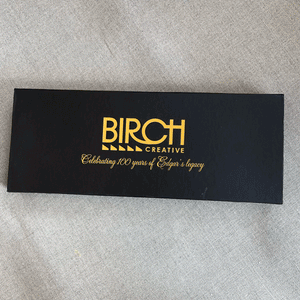 BIRCH
CREATIVE
Celebrating 100 years of Edgar's legacy